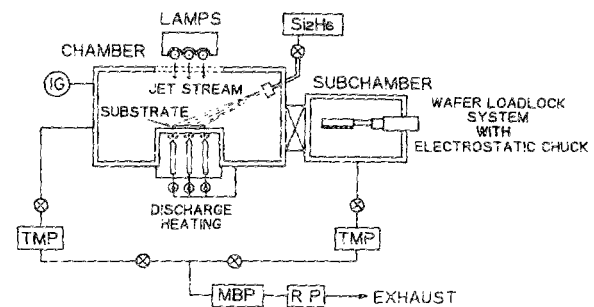 LAMPS
Si2H6
CHAMBER
IG
JET STREAM
SUBCHAMBER
SUBSTRATE
WAFER LOADLOCK
SYSTEM
WITH
ELECTROSTATIC CHUCK
DISCHARGE
HEATING
TMP
TMP
MBP
RP
EXHAUST